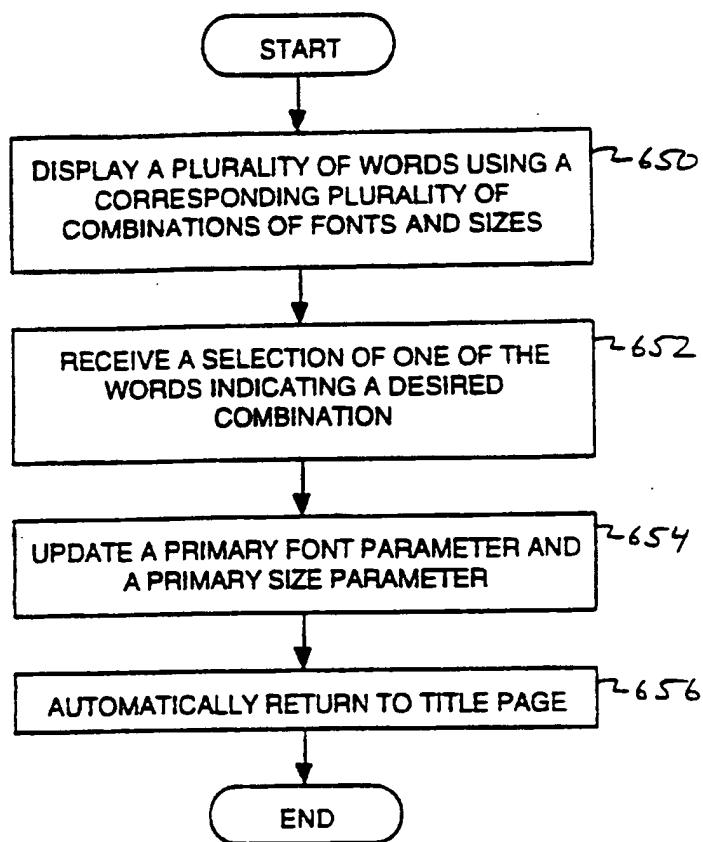 START
DISPLAY A PLURALITY OF WORDS USING A
CORRESPONDING PLURALITY OF
COMBINATIONS OF FONTS AND SIZES
650
RECEIVE A SELECTION OF ONE OF THE
WORDS INDICATING A DESIRED
COMBINATION
652
UPDATE A PRIMARY FONT PARAMETER AND
A PRIMARY SIZE PARAMETER
654
AUTOMATICALLY RETURN TO TITLE PAGE
656
END